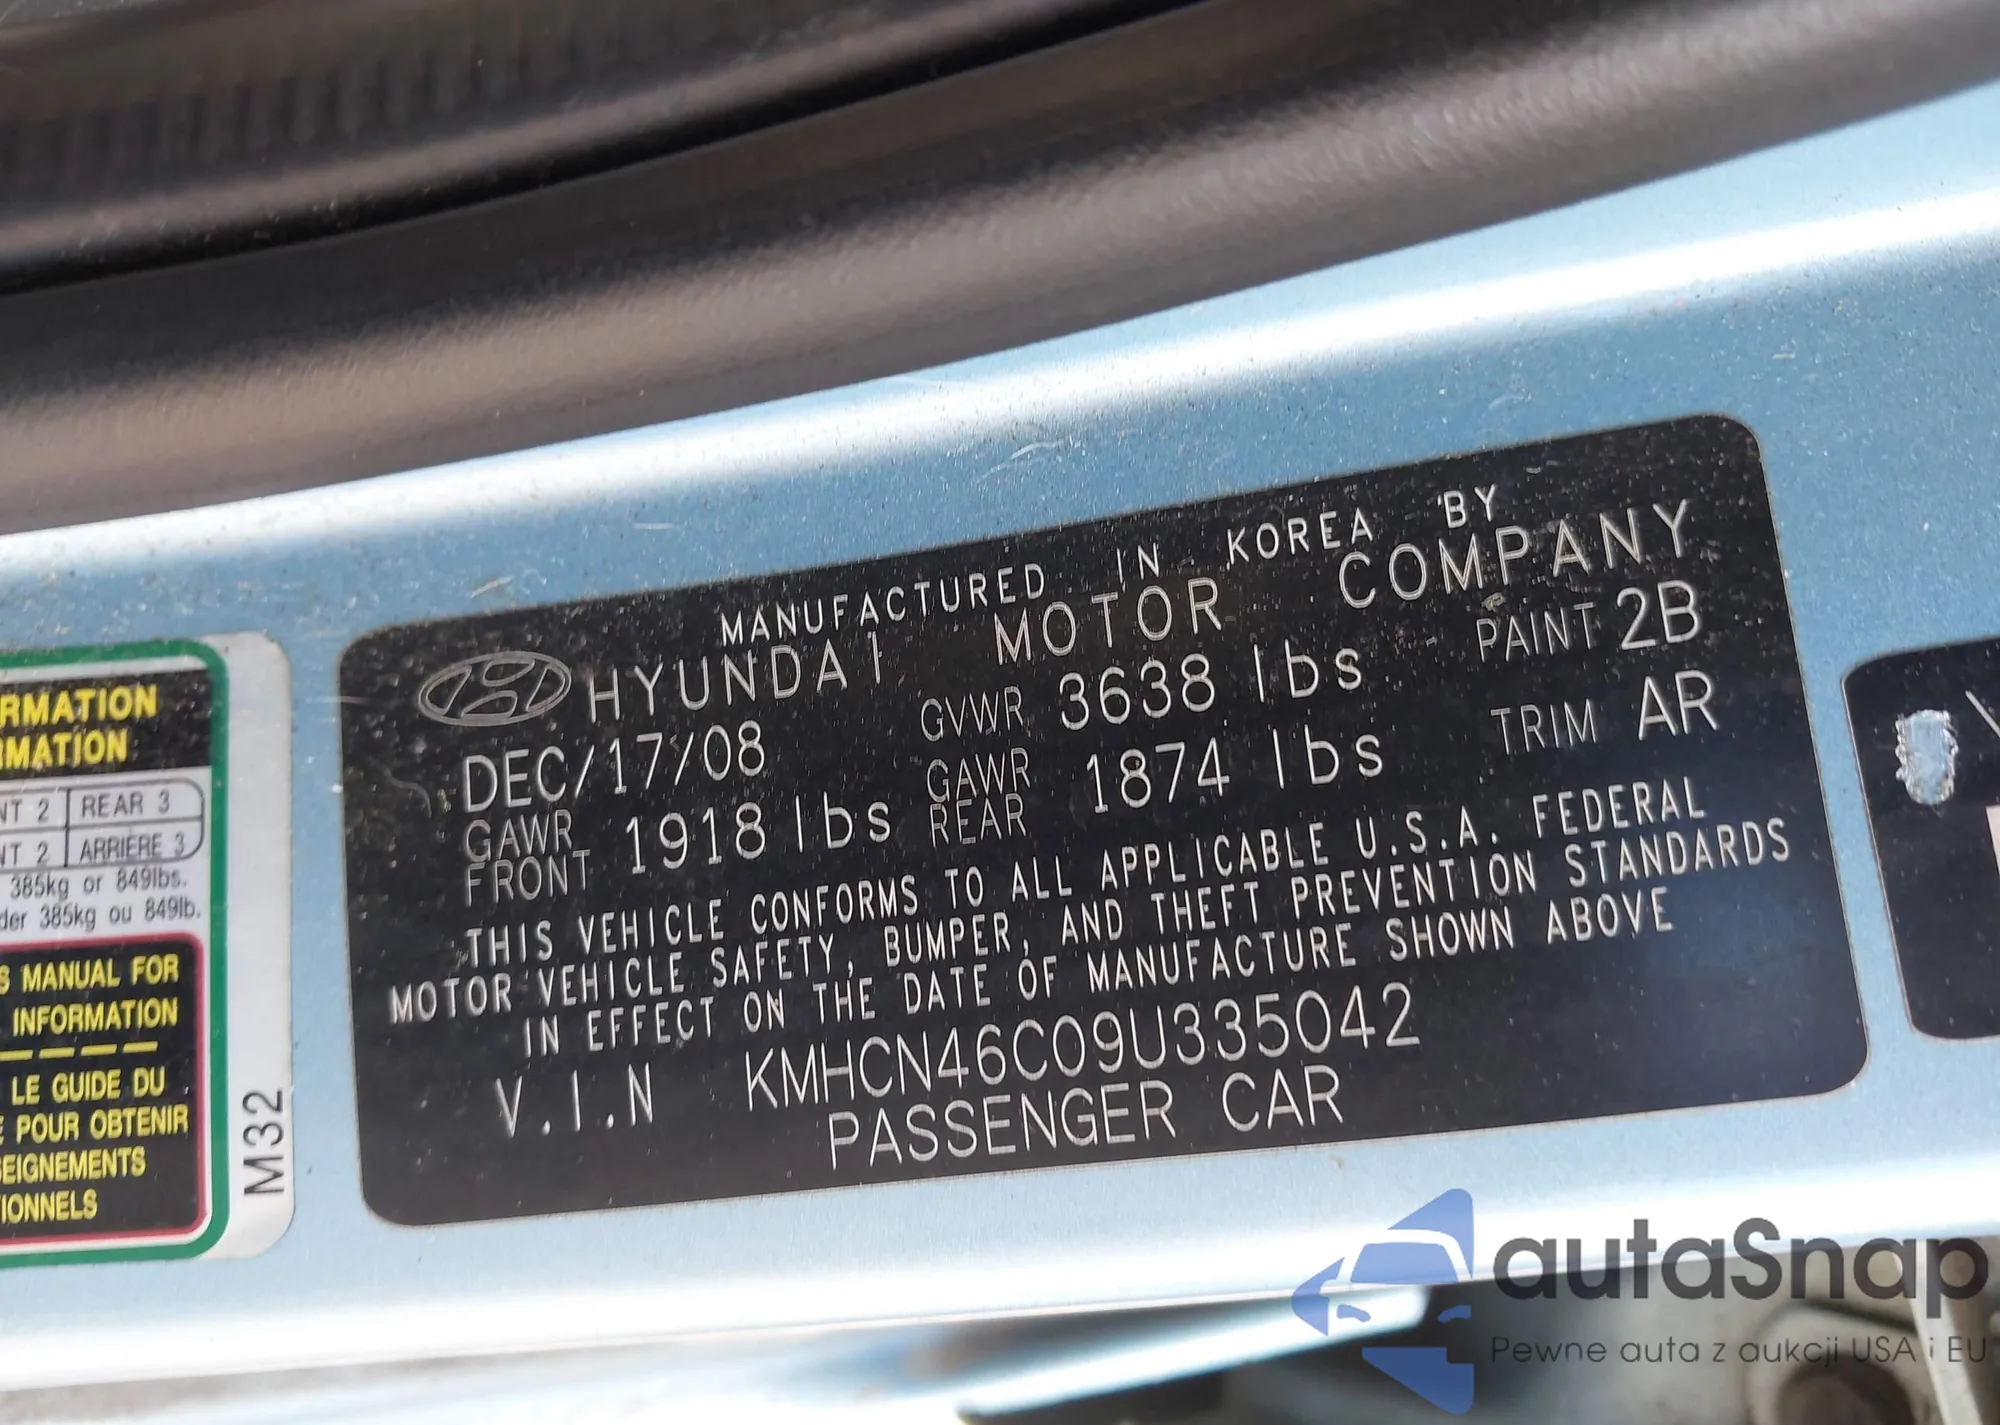 MANUFACTURED IN KOREA BY
HYUNDAI MOTOR COMPANY
DEC/17/08 GVWR 3638 lbs PAINT 2B
GAWR FRONT 1918 lbs GAWR REAR 1874 lbs TRIM AR
THIS VEHICLE CONFORMS TO ALL APPLICABLE U.S.A. FEDERAL
MOTOR VEHICLE SAFETY, BUMPER, AND THEFT PREVENTION STANDARDS
IN EFFECT ON THE DATE OF MANUFACTURE SHOWN ABOVE
V.I.N KMHCN46C09U335042
PASSENGER CAR
RMATION
RMATION
NT 2 REAR 3
NT 2 ARRIÈRE 3
385kg or 849lbs.
der 385kg ou 849lb.
S MANUAL FOR
INFORMATION
LE GUIDE DU
E POUR OBTENIR
SEIGNEMENTS
IONNELS
M32
autaSnap
Pewne auta z aukcji USA i EU